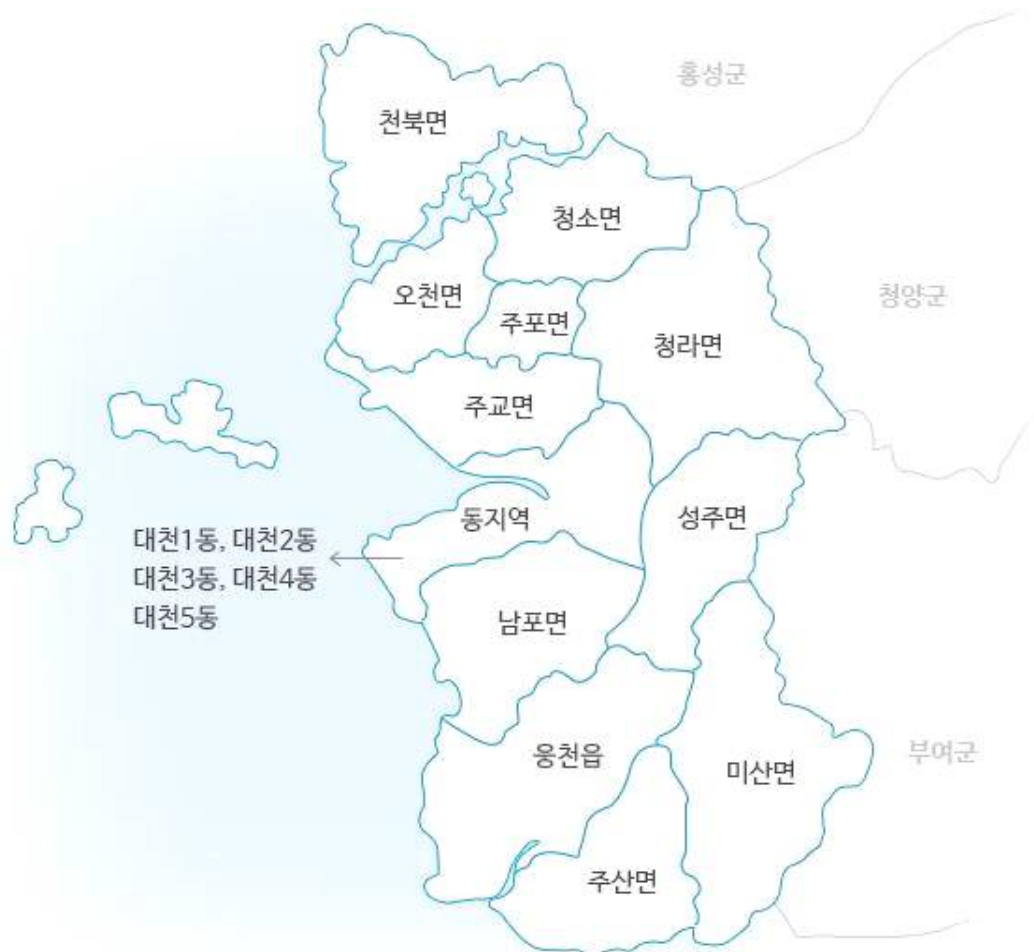 홍성군
천북면
청소면
청양군
오천면
주포면
청라면
주교면
동지역
성주면
대천1동, 대천2동
대천3동, 대천4동
대천5동
남포면
웅천읍
부여군
미산면
주산면